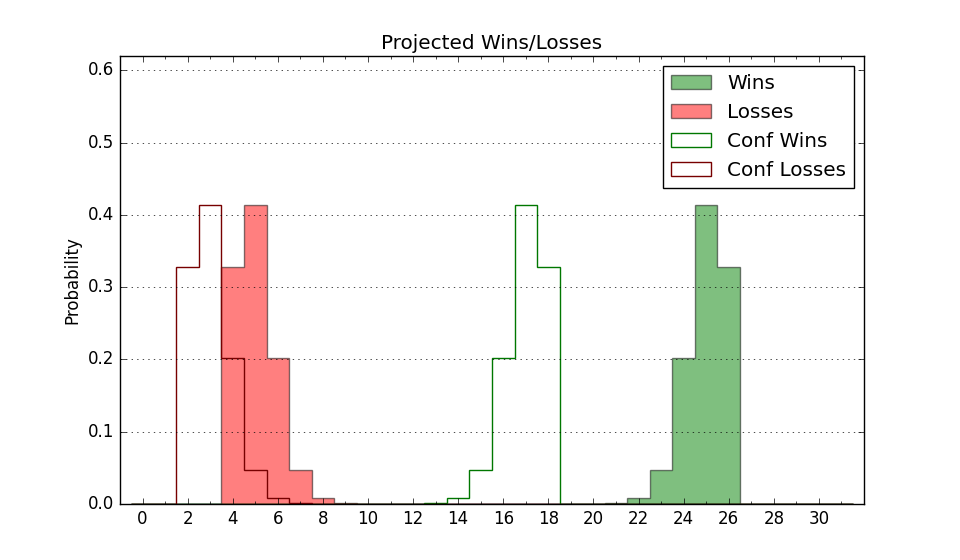 Projected Wins/Losses
0.6
0.5
0.4
0.3
0.2
0.1
0.0
Probability
Wins
Losses
Conf Wins
Conf Losses
0 2 4 6 8 10 12 14 16 18 20 22 24 26 28 30